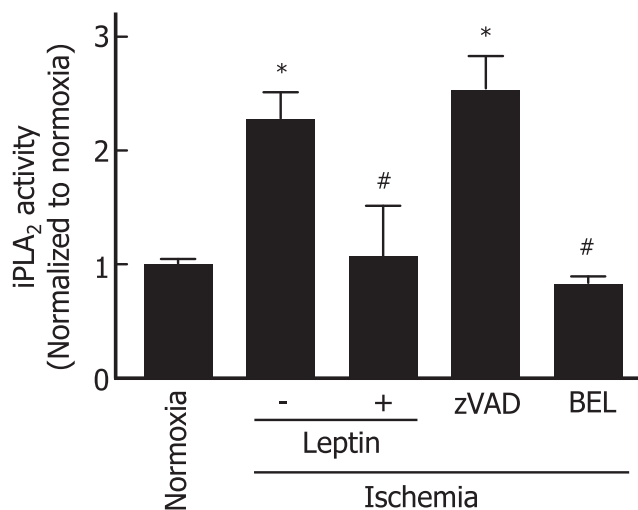 iPLA₂ activity
(Normalized to normoxia)
3
2
1
0
*
#
*
#
Normoxia
- + zVAD BEL
Leptin
Ischemia